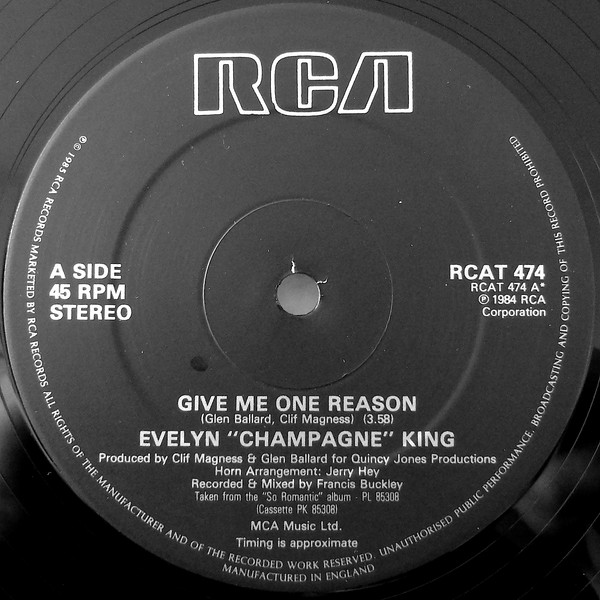 RCA
A SIDE
45 RPM
STEREO
RCAT 474
RCAT 474 A*
℗ 1984 RCA
Corporation
GIVE ME ONE REASON
(Glen Ballard, Clif Magness) (3.58)
EVELYN “CHAMPAGNE” KING
Produced by Clif Magness & Glen Ballard for Quincy Jones Productions
Horn Arrangement: Jerry Hey
Recorded & Mixed by Francis Buckley
Taken from the "So Romantic" album - PL 85308
(Cassette PK 85308)
MCA Music Ltd.
Timing is approximate
℗ © 1985 RCA RECORDS MARKETED BY RCA RECORDS ALL RIGHTS OF THE MANUFACTURER AND OF THE RECORDED WORK RESERVED. UNAUTHORISED PUBLIC PERFORMANCE, BROADCASTING AND COPYING OF THIS RECORD PROHIBITED
MANUFACTURED IN ENGLAND